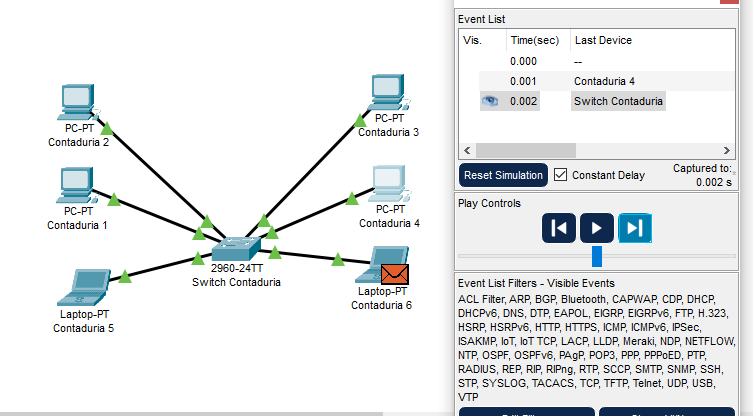 PC-PT
Contaduria 2
PC-PT
Contaduria 3
PC-PT
Contaduria 1
PC-PT
Contaduria 4
2960-24TT
Switch Contaduria
Laptop-PT
Contaduria 5
Laptop-PT
Contaduria 6
Event List
Vis. Time(sec) Last Device
0.000 --
0.001 Contaduria 4
0.002 Switch Contaduria
Reset Simulation Constant Delay Captured to:
0.002 s
Play Controls
Event List Filters - Visible Events
ACL Filter, ARP, BGP, Bluetooth, CAPWAP, CDP, DHCP,
DHCPv6, DNS, DTP, EAPOL, EIGRP, EIGRPv6, FTP, H.323,
HSRP, HSRPv6, HTTP, HTTPS, ICMP, ICMPv6, IPSec,
ISAKMP, IoT, IoT TCP, LACP, LLDP, Meraki, NDP, NETFLOW,
NTP, OSPF, OSPFv6, PAgP, POP3, PPP, PPPoED, PTP,
RADIUS, REP, RIP, RIPng, RTP, SCCP, SMTP, SNMP, SSH,
STP, SYSLOG, TACACS, TCP, TFTP, Telnet, UDP, USB,
VTP